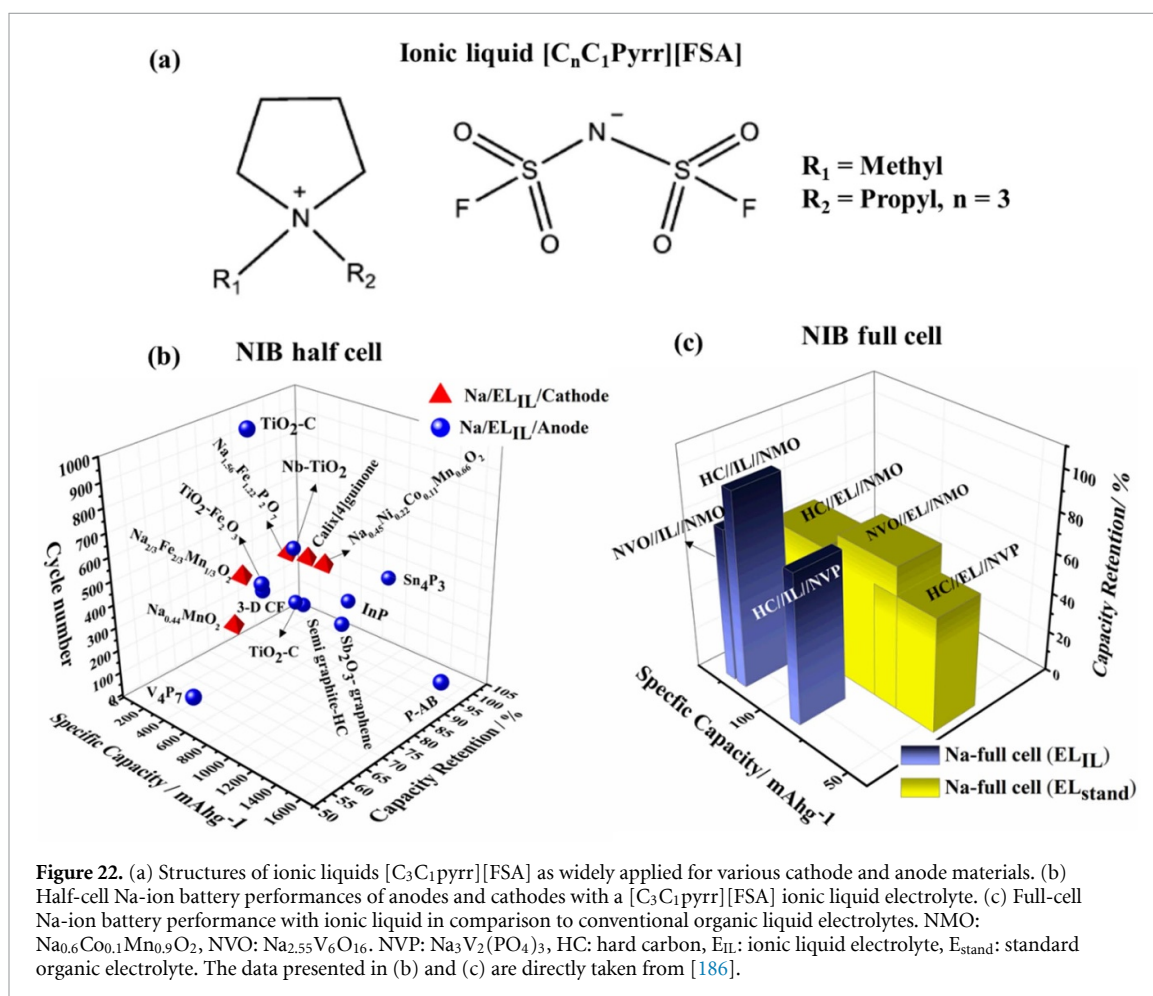 (a)
Ionic liquid [CₙC₁Pyrr][FSA]
N
+
R₁
R₂
O
N
−
O
S
S
F
F
O
O
R₁ = Methyl
R₂ = Propyl, n = 3
(b)
NIB half cell
Na/EL_IL/Cathode
Na/EL_IL/Anode
TiO₂-C
Na₁.₅₆Fe₁.₂₂P₂O₇
Nb-TiO₂
Calix(4)guinone
Na₀.₄₅Ni₀.₂₂Co₀.₁₁Mn₀.₆₆O₂
TiO₂-Fe₂O₃
Na₂/₃Fe₂/₃Mn₁/₃O₂
Sn₄P₃
Na₀.₄₄MnO₂
3-D CF
InP
TiO₂-C
Semi graphite-HC
Sb₂O₃-graphene
V₄P₇
P-AB
Cycle number
1000
900
800
700
600
500
400
300
200
100
0
Specific Capacity / mAhg⁻¹
200
400
600
800
1000
1200
1400
1600
Capacity Retention / %
50
55
60
65
70
75
80
85
90
95
100
105
(c)
NIB full cell
HC//IL//NMO
NVO//IL//NMO
HC//EL//NMO
NVO//EL//NMO
HC//IL//NVP
HC//EL//NVP
Capacity Retention/ %
100
80
60
40
20
0
Specfic Capacity/ mAhg-1
100
50
Na-full cell (EL_IL)
Na-full cell (EL_stand)
Figure 22. (a) Structures of ionic liquids [C₃C₁pyrr][FSA] as widely applied for various cathode and anode materials. (b)
Half-cell Na-ion battery performances of anodes and cathodes with a [C₃C₁pyrr][FSA] ionic liquid electrolyte. (c) Full-cell
Na-ion battery performance with ionic liquid in comparison to conventional organic liquid electrolytes. NMO:
Na₀.₆Co₀.₁Mn₀.₉O₂, NVO: Na₂.₅₅V₆O₁₆. NVP: Na₃V₂(PO₄)₃, HC: hard carbon, E_IL: ionic liquid electrolyte, E_stand: standard
organic electrolyte. The data presented in (b) and (c) are directly taken from [186].